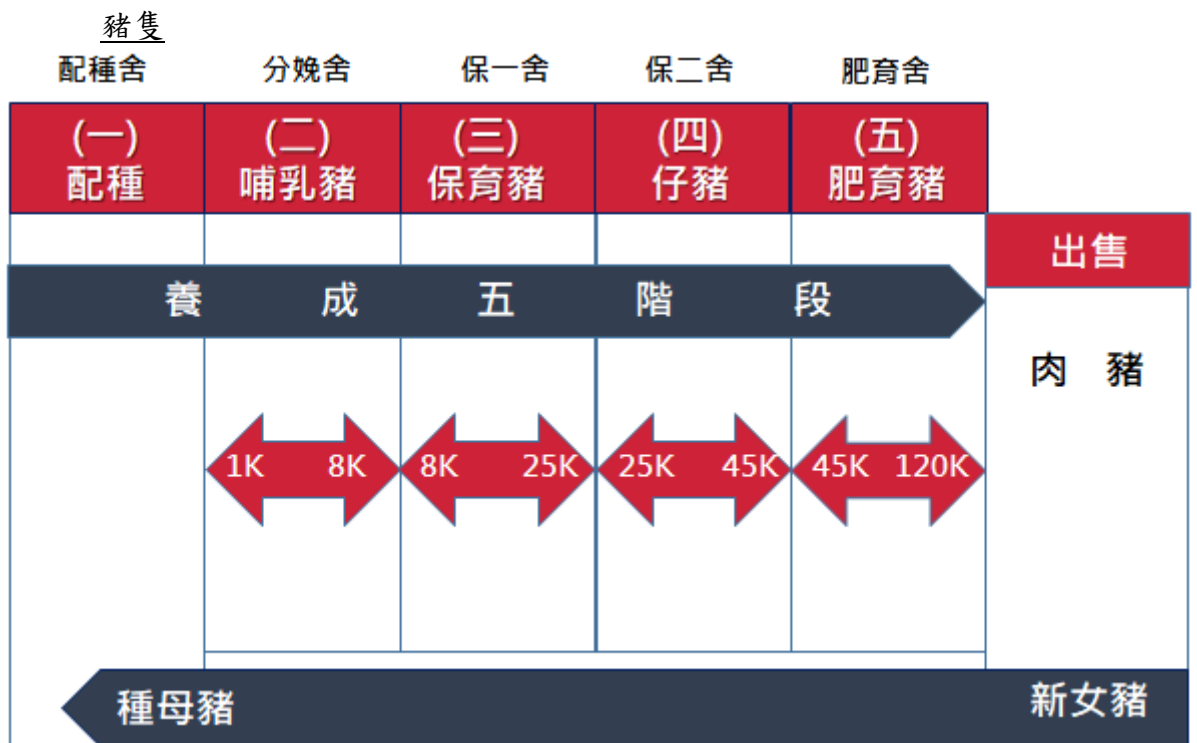 豬隻
配種舍 分娩舍 保一舍 保二舍 肥育舍
(一) (二) (三) (四) (五)
配種 哺乳豬 保育豬 仔豬 肥育豬
出售
養 成 五 階 段
肉 豬
1K 8K 8K 25K 25K 45K 45K 120K
種母豬 新女豬